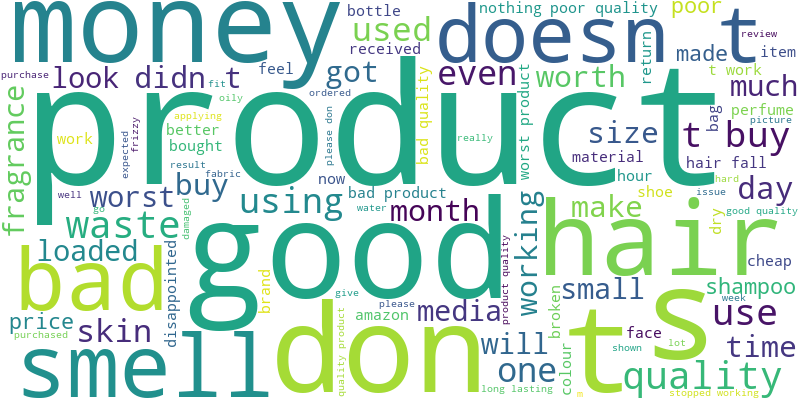 money
bottle
nothing poor quality
poor
used
doesn t
received
made
review
item
purchase
look didn t
feel
got
even
worth
return
t work
much
fit
oily
ordered
product
fragrance
applying
work
better
bought
expected
frizzy
please don
bad quality
really
worst product
size
t buy
bag
perfume
picture
material
hair fall
result
fabric
now
hour
hard
day
well
worst
buy
bad product
month
shoe
issue
good quality
go
damaged
waste
using
water
good
working
make
hair
dry
cheap
loaded
bad
disappointed
brand
give
please
product quality
small
shampoo
week
price
skin
amazon
media
broken
s
use
purchased
smell
quality product
don t
will
one
face
colour
shown
lot
time
quality
long lasting
m
stopped working